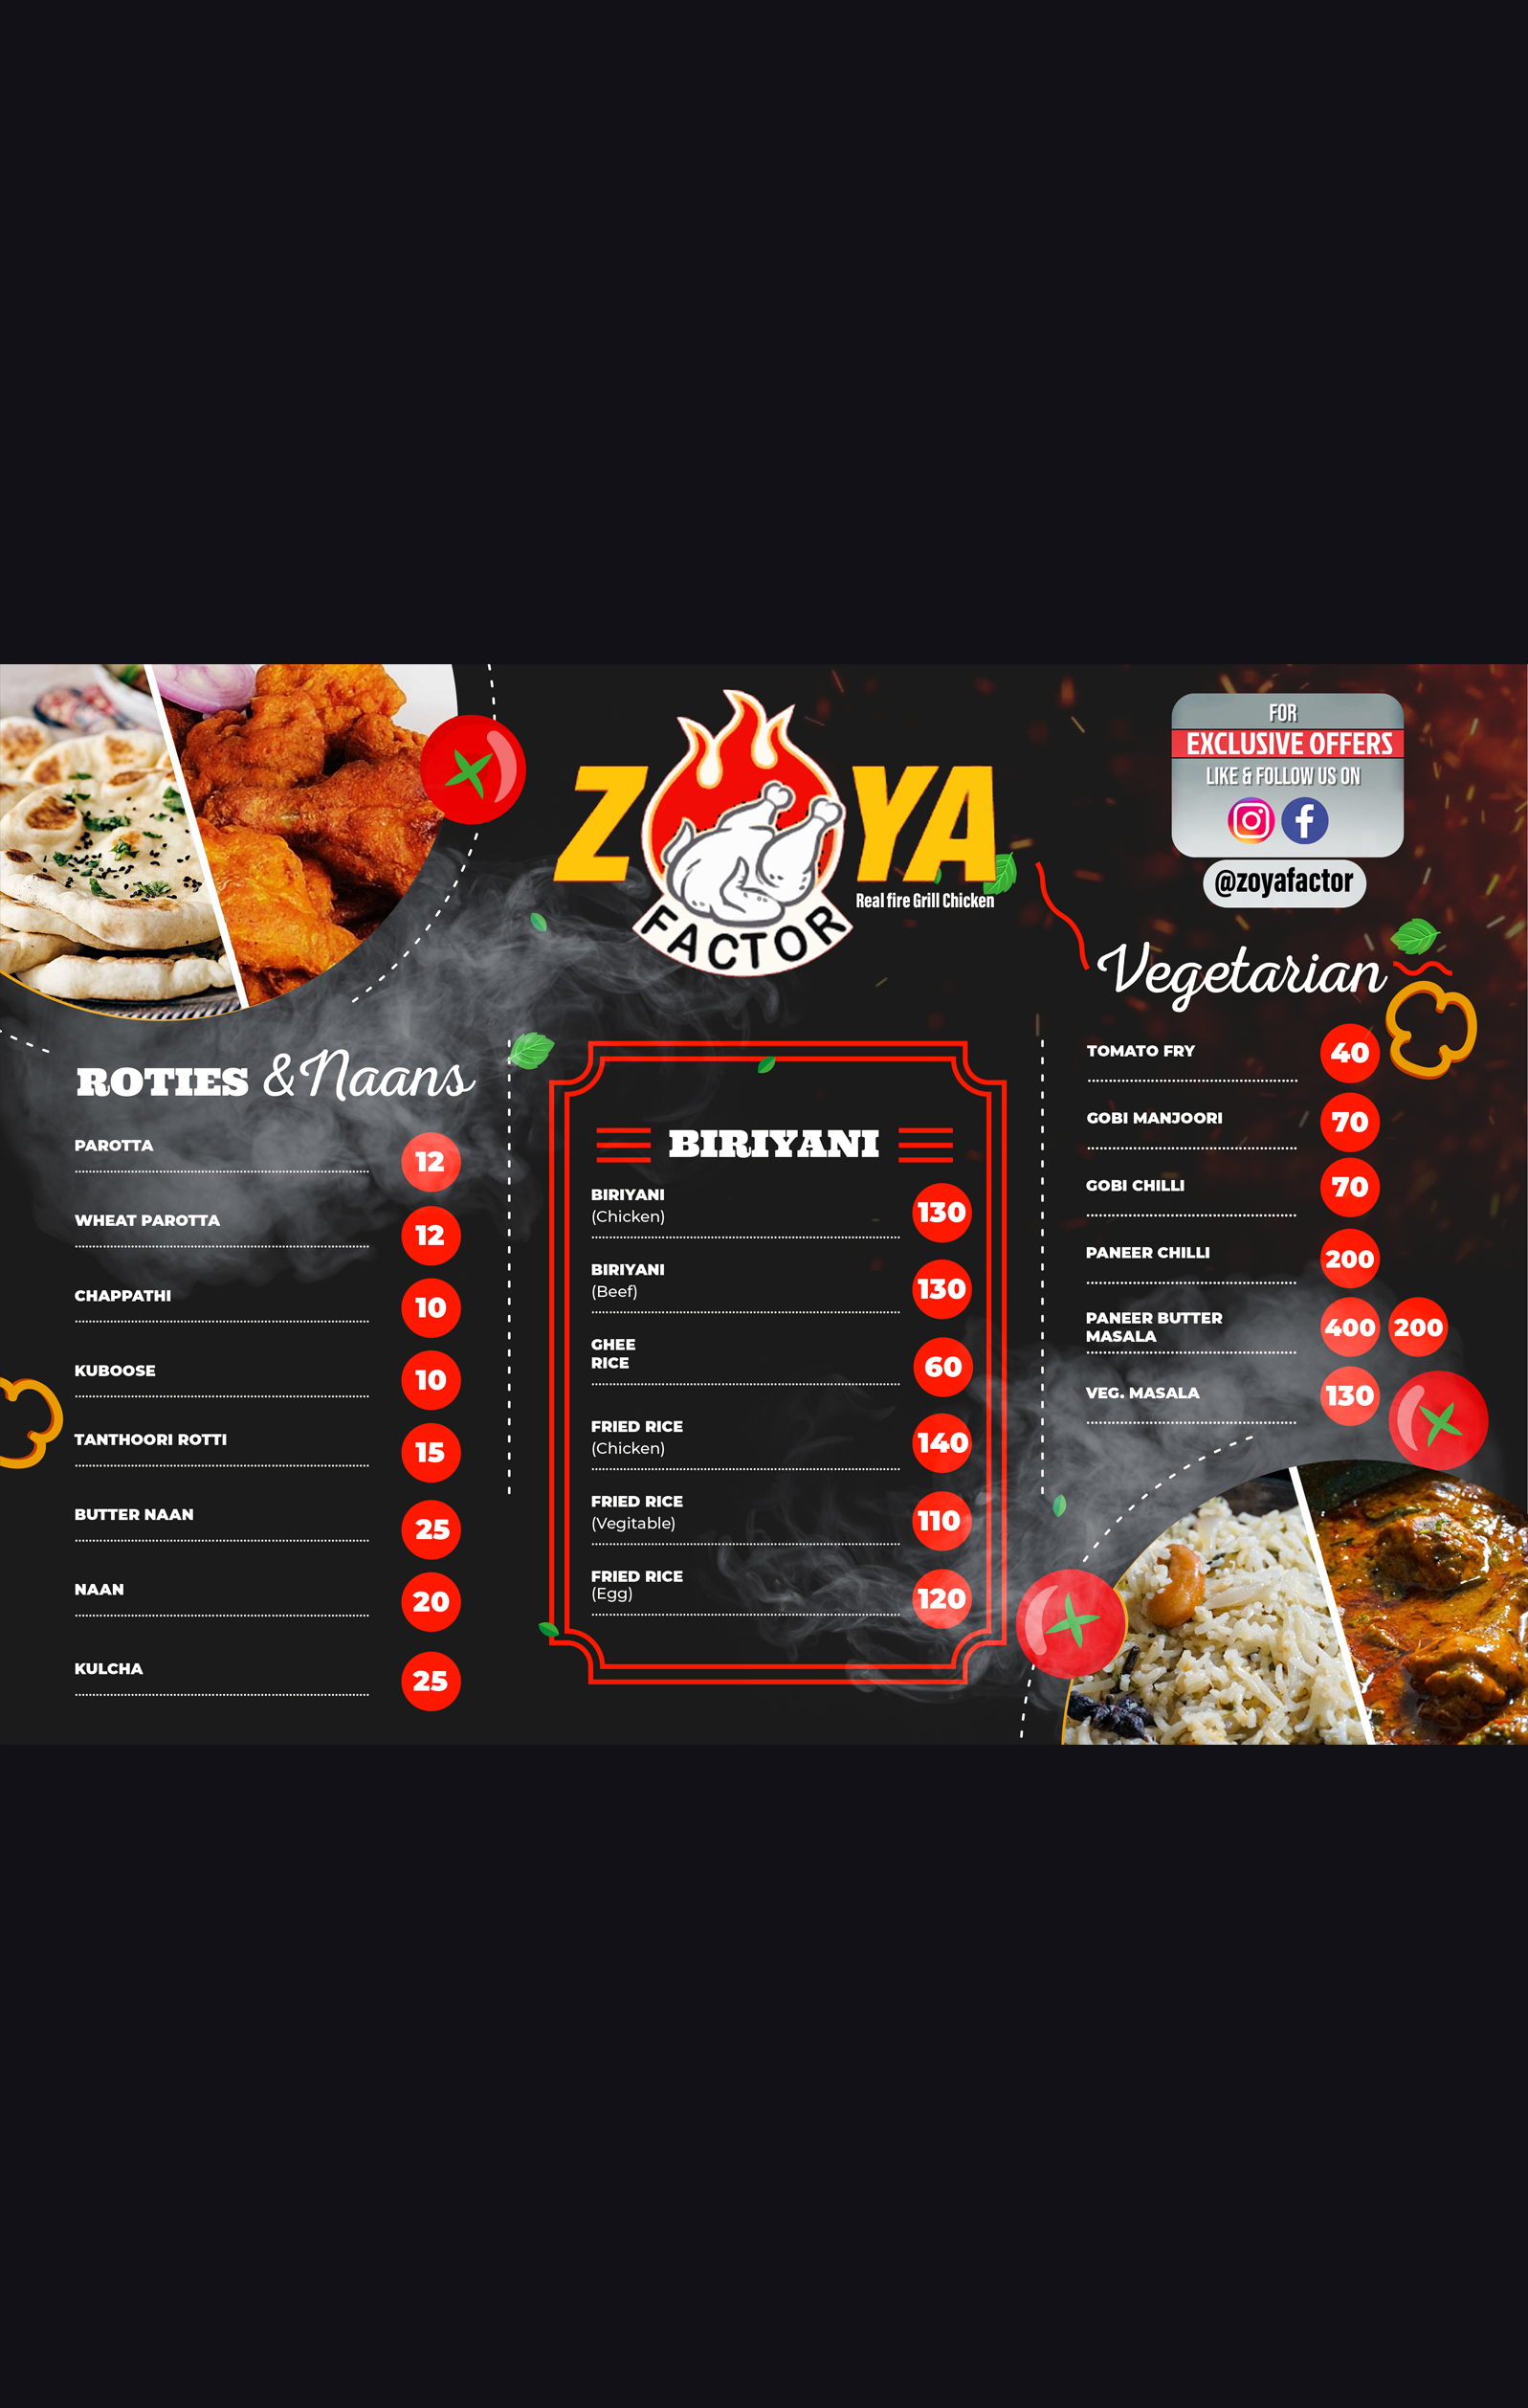 ZOYA
FACTOR
Real fire Grill Chicken
FOR
EXCLUSIVE OFFERS
LIKE & FOLLOW US ON
@zoyafactor
ROTIES & Naans
PAROTTA 12
WHEAT PAROTTA 12
CHAPPATHI 10
KUBOOSE 10
TANTHOORI ROTTI 15
BUTTER NAAN 25
NAAN 20
KULCHA 25
BIRIYANI
BIRIYANI
(Chicken) 130
BIRIYANI
(Beef) 130
GHEE
RICE 60
FRIED RICE
(Chicken) 140
FRIED RICE
(Vegitable) 110
FRIED RICE
(Egg) 120
Vegetarian
TOMATO FRY 40
GOBI MANJOORI 70
GOBI CHILLI 70
PANEER CHILLI 200
PANEER BUTTER
MASALA 400 200
VEG. MASALA 130